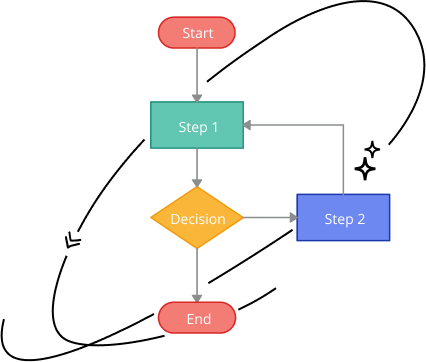 Start
Step 1
Decision
Step 2
End